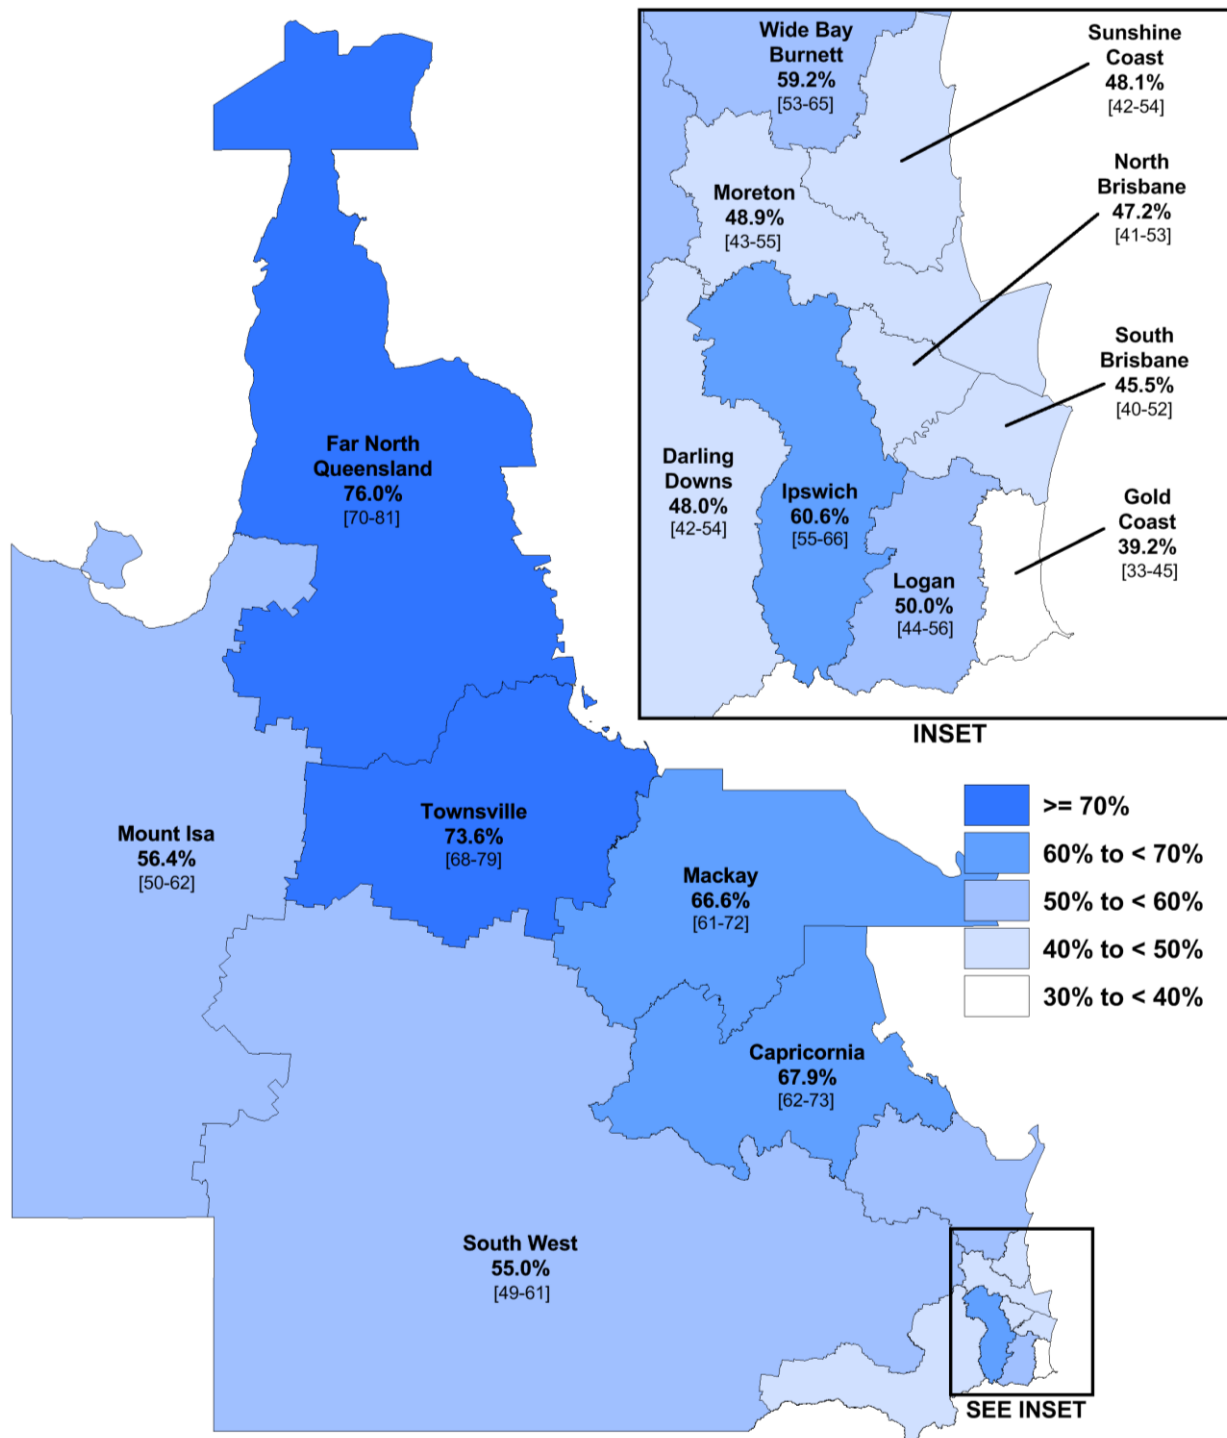 Wide Bay
Burnett
59.2%
[53-65]
Sunshine
Coast
48.1%
[42-54]
North
Brisbane
47.2%
[41-53]
Moreton
48.9%
[43-55]
South
Brisbane
45.5%
[40-52]
Darling
Downs
48.0%
[42-54]
Ipswich
60.6%
[55-66]
Gold
Coast
39.2%
[33-45]
Logan
50.0%
[44-56]
INSET
Far North
Queensland
76.0%
[70-81]
Townsville
73.6%
[68-79]
Mount Isa
56.4%
[50-62]
Mackay
66.6%
[61-72]
>= 70%
60% to < 70%
50% to < 60%
40% to < 50%
30% to < 40%
Capricornia
67.9%
[62-73]
South West
55.0%
[49-61]
SEE INSET